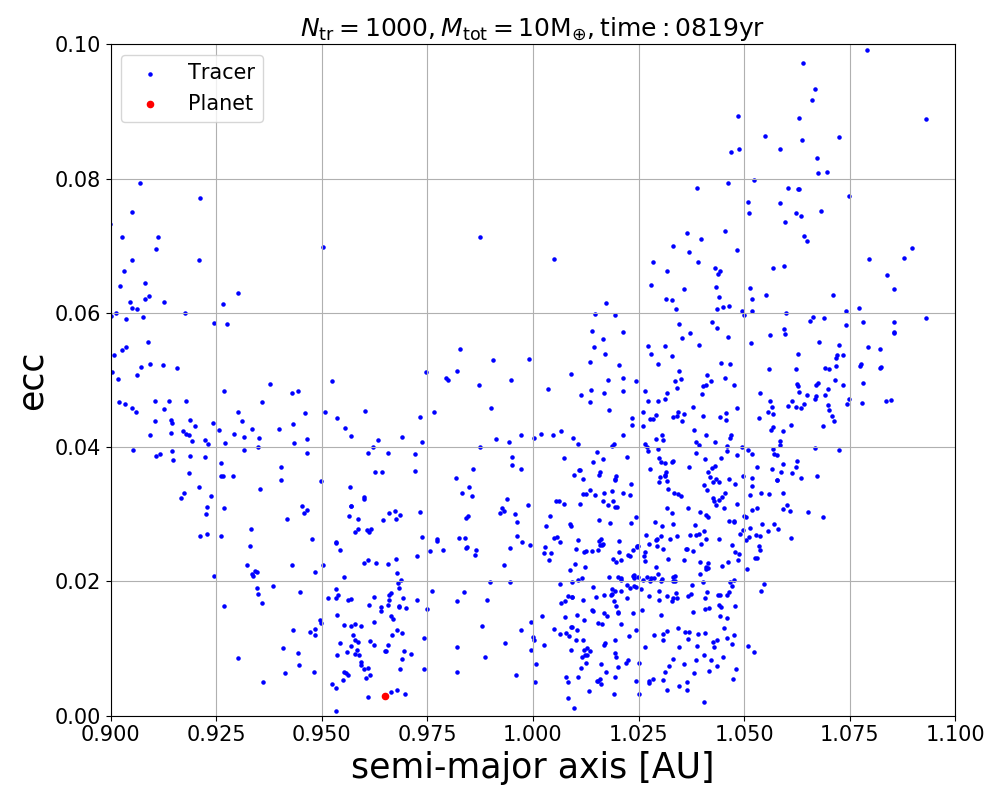 N_tr = 1000, M_tot = 10M_⊕, time : 0819yr
Tracer
Planet
0.10
0.08
0.06
0.04
0.02
0.00
ecc
0.900 0.925 0.950 0.975 1.000 1.025 1.050 1.075 1.100
semi-major axis [AU]